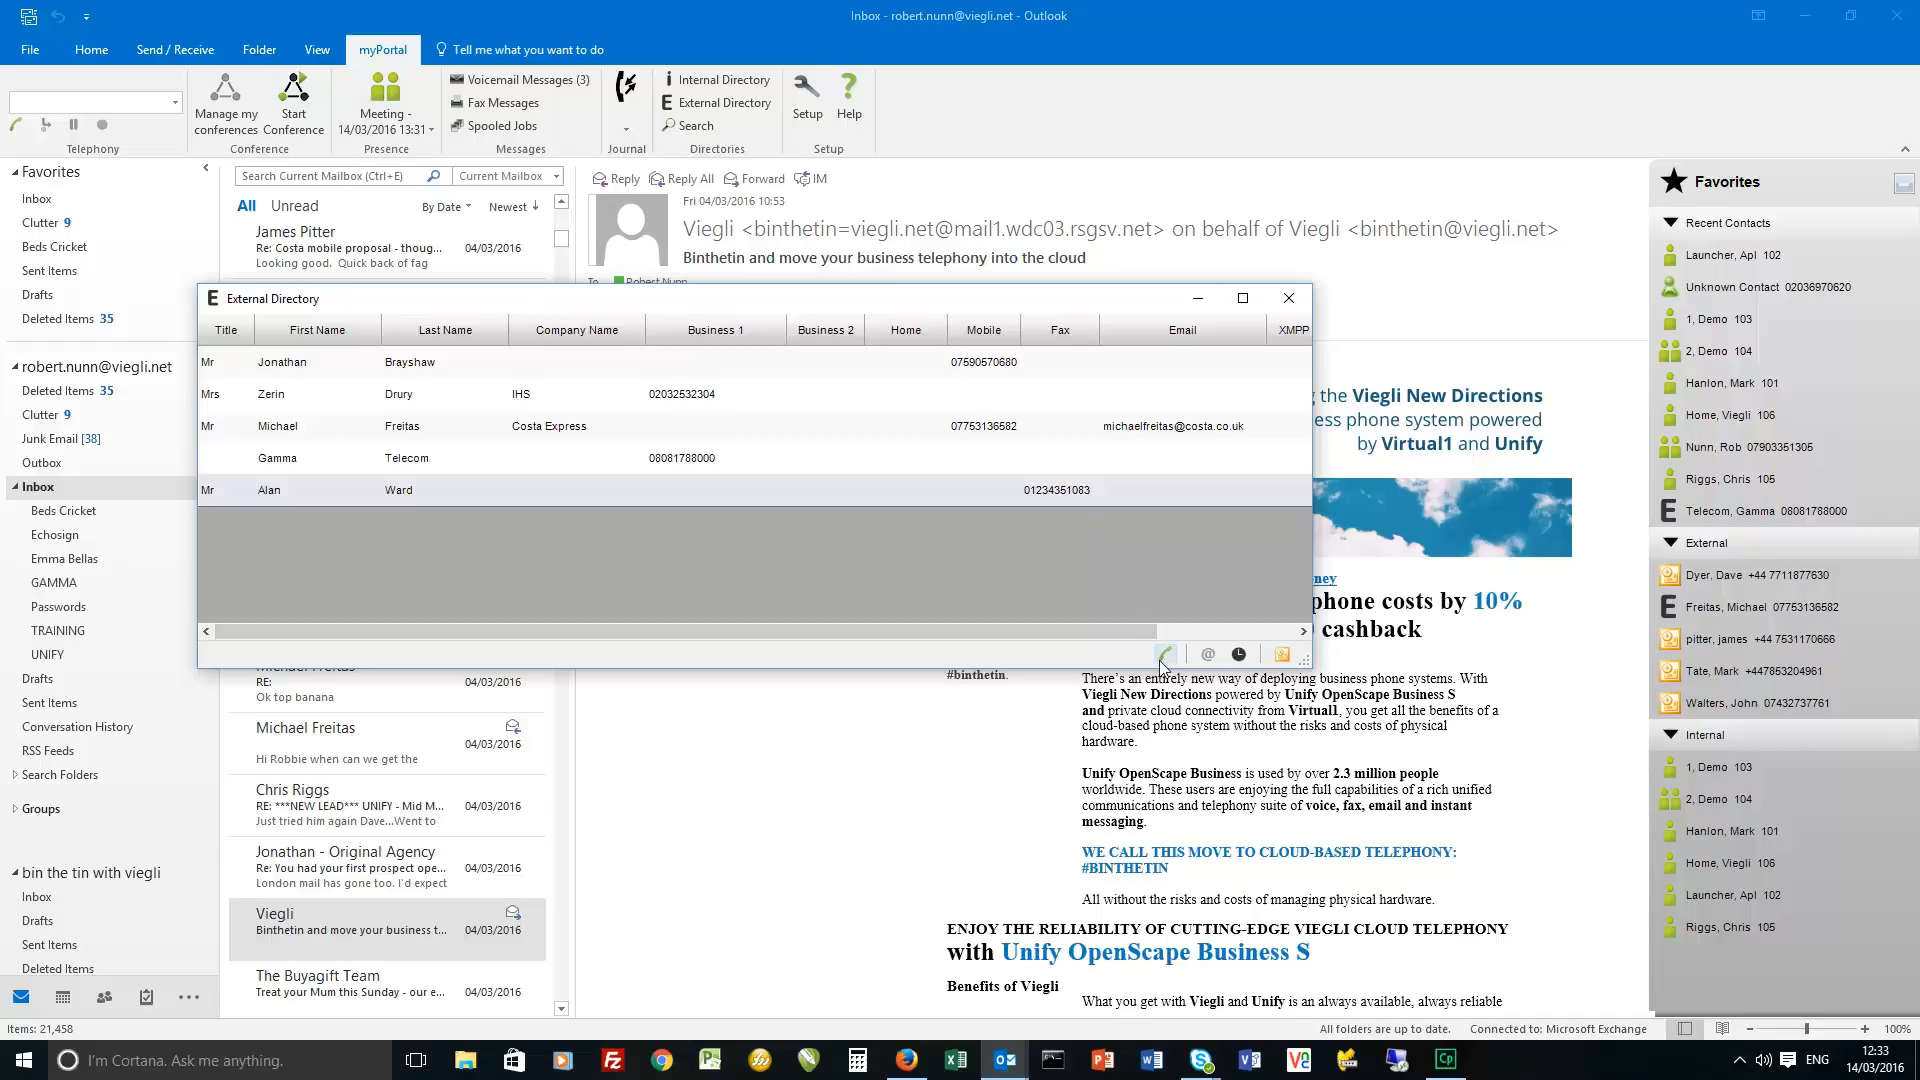 Inbox - robert.nunn@viegli.net - Outlook
File Home Send / Receive Folder View myPortal Tell me what you want to do
Manage my conferences
Start Conference
Meeting - 14/03/2016 13:31
Voicemail Messages (3)
Fax Messages
Spooled Jobs
Internal Directory
External Directory
Search
Setup
Help
Telephony Conference Presence Messages Journal Directories Setup
Favorites
Inbox
Clutter 9
Beds Cricket
Sent Items
Drafts
Deleted Items 35
robert.nunn@viegli.net
Deleted Items 35
Clutter 9
Junk Email [38]
Outbox
Inbox
Beds Cricket
Echosign
Emma Bellas
GAMMA
Passwords
TRAINING
UNIFY
Drafts
Sent Items
Conversation History
RSS Feeds
Search Folders
Groups
bin the tin with viegli
Inbox
Drafts
Sent Items
Deleted Items
Search Current Mailbox (Ctrl+E) Current Mailbox
All Unread By Date Newest
James Pitter
Re: Costa mobile proposal - thoug... 04/03/2016
Looking good. Quick back of fag
External Directory
Title First Name Last Name Company Name Business 1 Business 2 Home Mobile Fax Email XMPP
Mr Jonathan Brayshaw 07590570680
Mrs Zerin Drury IHS 02032532304
Mr Michael Freitas Costa Express 07753136582 michaelfreitas@costa.co.uk
Gamma Telecom 08081788000
Mr Alan Ward 01234351083
Michael Freitas
RE: 04/03/2016
Ok top banana
Michael Freitas
04/03/2016
Hi Robbie when can we get the
Chris Riggs
RE: ***NEW LEAD*** UNIFY - Mid M... 04/03/2016
Just tried him again Dave...Went to
Jonathan - Original Agency
Re: You had your first prospect ope... 04/03/2016
London mail has gone too. I'd expect
Viegli
Binthetin and move your business t... 04/03/2016
The Buyagift Team
Treat your Mum this Sunday - our e... 04/03/2016
Reply Reply All Forward IM
Fri 04/03/2016 10:53
Viegli <binthetin=viegli.net@mail1.wdc03.rsgsv.net> on behalf of Viegli <binthetin@viegli.net>
Binthetin and move your business telephony into the cloud
To Robert Nunn
the Viegli New Directions
ess phone system powered
by Virtual1 and Unify
ney
phone costs by 10%
cashback
#binthetin.
There's an entirely new way of deploying business phone systems. With
Viegli New Directions powered by Unify OpenScape Business S
and private cloud connectivity from Virtual1, you get all the benefits of a
cloud-based phone system without the risks and costs of physical
hardware.
Unify OpenScape Business is used by over 2.3 million people
worldwide. These users are enjoying the full capabilities of a rich unified
communications and telephony suite of voice, fax, email and instant
messaging.
WE CALL THIS MOVE TO CLOUD-BASED TELEPHONY:
#BINTHETIN
All without the risks and costs of managing physical hardware.
ENJOY THE RELIABILITY OF CUTTING-EDGE VIEGLI CLOUD TELEPHONY
with Unify OpenScape Business S
Benefits of Viegli
What you get with Viegli and Unify is an always available, always reliable
Favorites
Recent Contacts
Launcher, Apl 102
Unknown Contact 02036970620
1, Demo 103
2, Demo 104
Hanlon, Mark 101
Home, Viegli 106
Nunn, Rob 07903351305
Riggs, Chris 105
Telecom, Gamma 08081788000
External
Dyer, Dave +44 7711877630
Freitas, Michael 07753136582
pitter, james +44 7531170666
Tate, Mark +447853204961
Walters, John 07432737761
Internal
1, Demo 103
2, Demo 104
Hanlon, Mark 101
Home, Viegli 106
Launcher, Apl 102
Riggs, Chris 105
Items: 21,458 All folders are up to date. Connected to: Microsoft Exchange 100%
I'm Cortana. Ask me anything.
ENG
12:33
14/03/2016